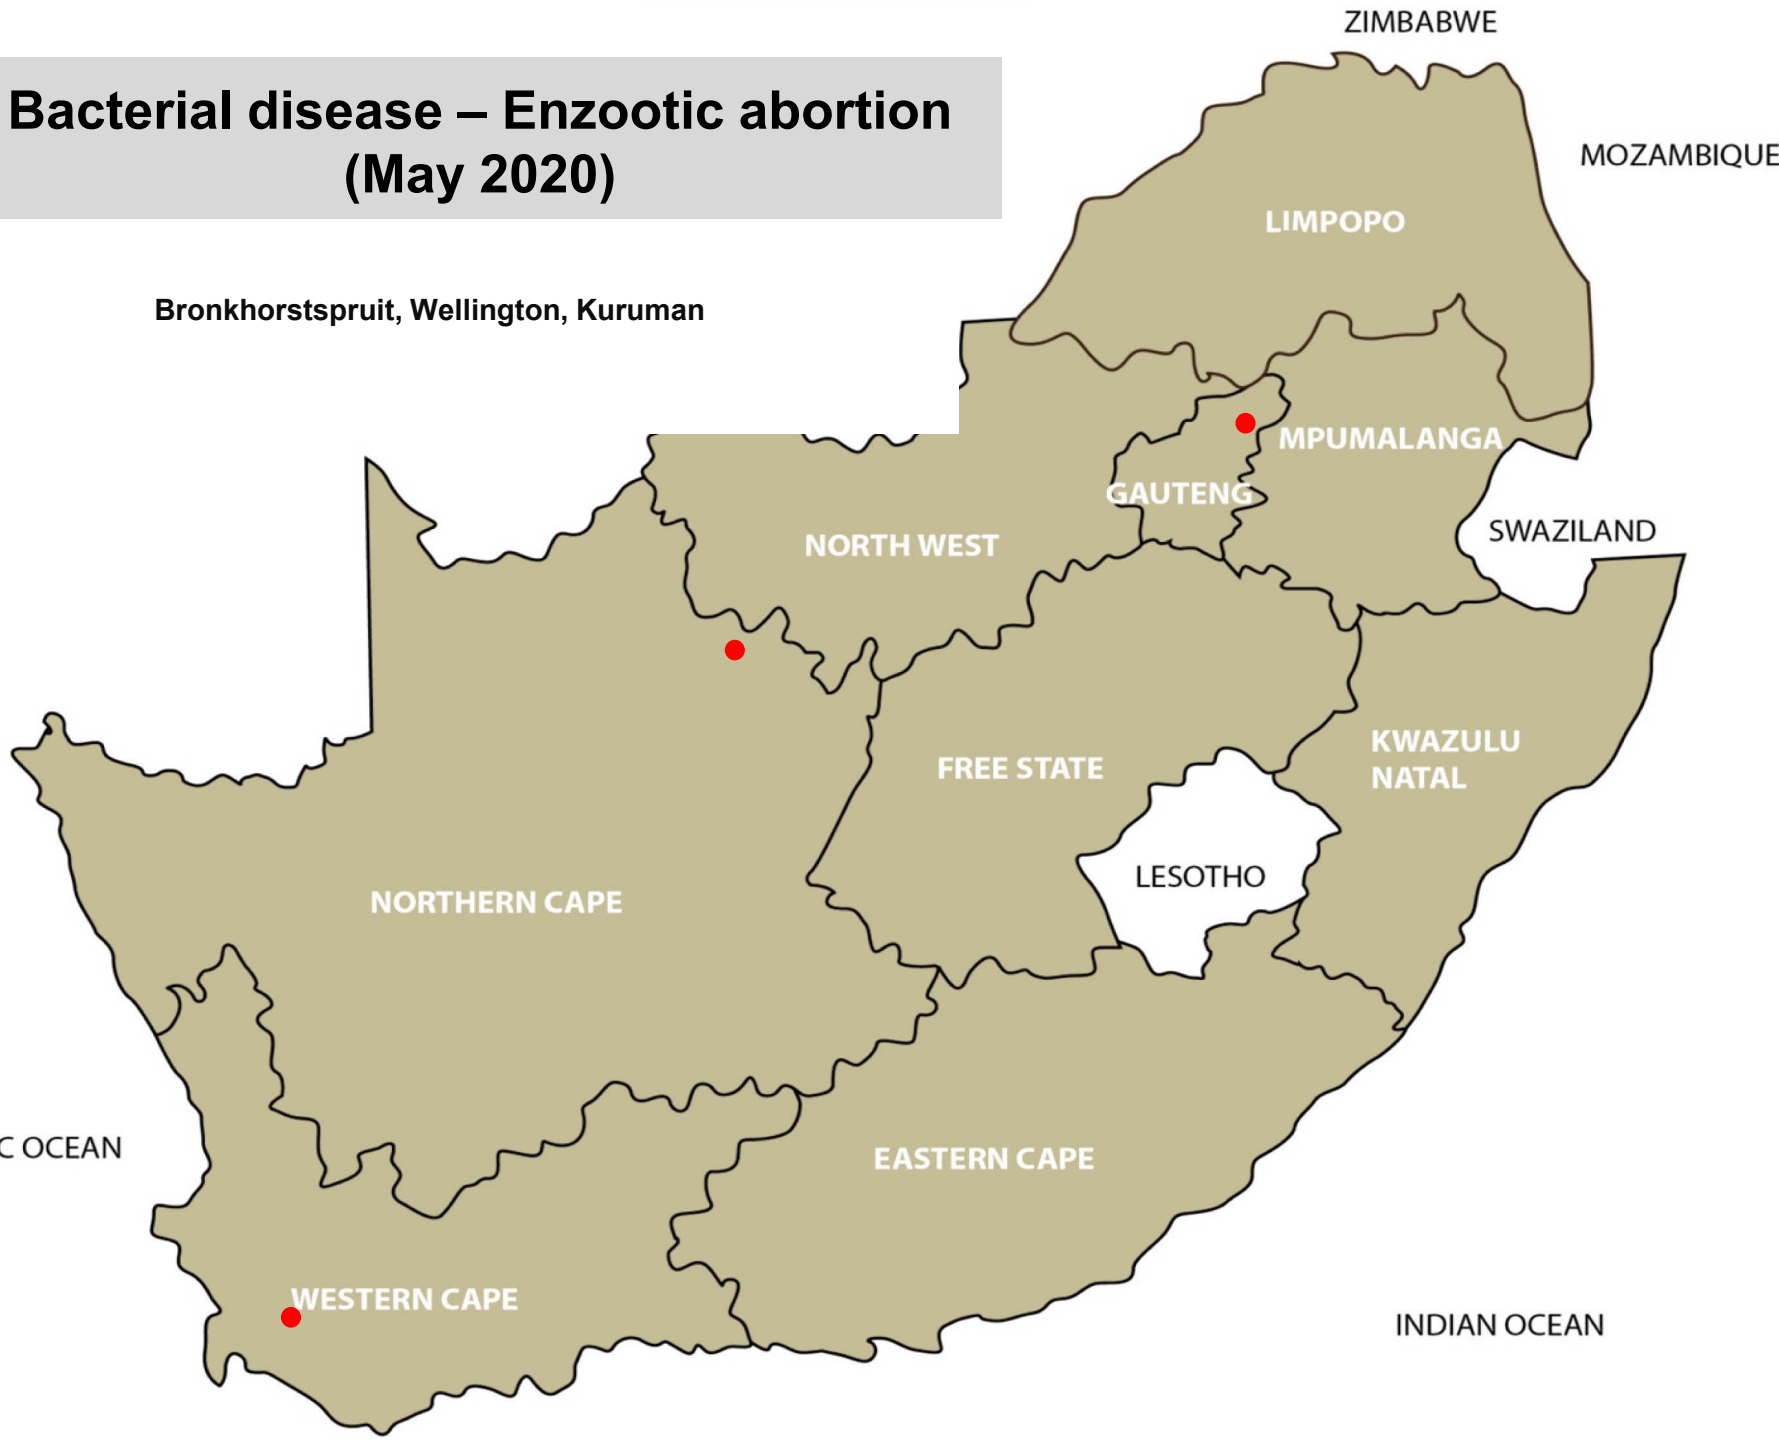 ZIMBABWE
Bacterial disease – Enzootic abortion
(May 2020)
MOZAMBIQUE
LIMPOPO
Bronkhorstspruit, Wellington, Kuruman
MPUMALANGA
GAUTENG
SWAZILAND
NORTH WEST
KWAZULU
NATAL
FREE STATE
LESOTHO
NORTHERN CAPE
C OCEAN
EASTERN CAPE
WESTERN CAPE
INDIAN OCEAN